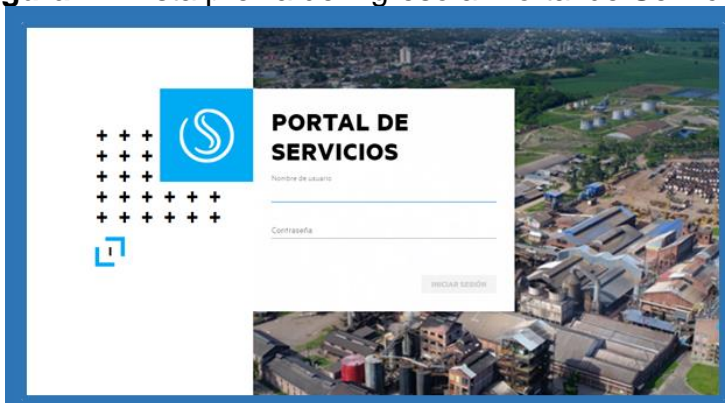 PORTAL DE
SERVICIOS
Nombre de usuario
Contraseña
INICIAR SESIÓN